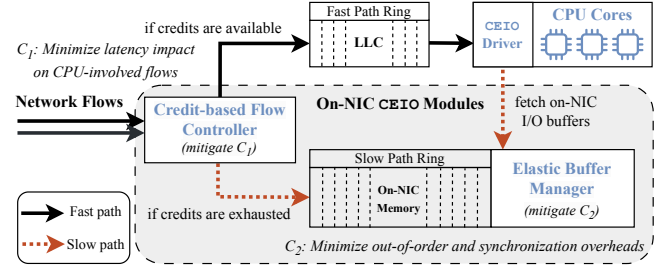 C1: Minimize latency impact
on CPU-involved flows
if credits are available
Fast Path Ring
LLC
CEIO
Driver
CPU Cores
Network Flows
Credit-based Flow
Controller
(mitigate C1)
On-NIC CEIO Modules
fetch on-NIC
I/O buffers
Slow Path Ring
On-NIC
Memory
Elastic Buffer
Manager
(mitigate C2)
if credits are exhausted
Fast path
Slow path
C2: Minimize out-of-order and synchronization overheads